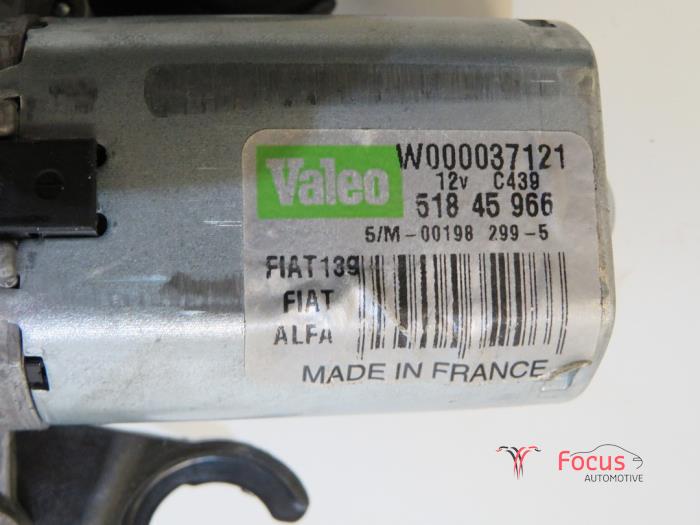 Valeo
W000037121
12v C439
518 45 966
5/M-00198 299-5
FIAT139
FIAT
ALFA
MADE IN FRANCE
Focus
AUTOMOTIVE